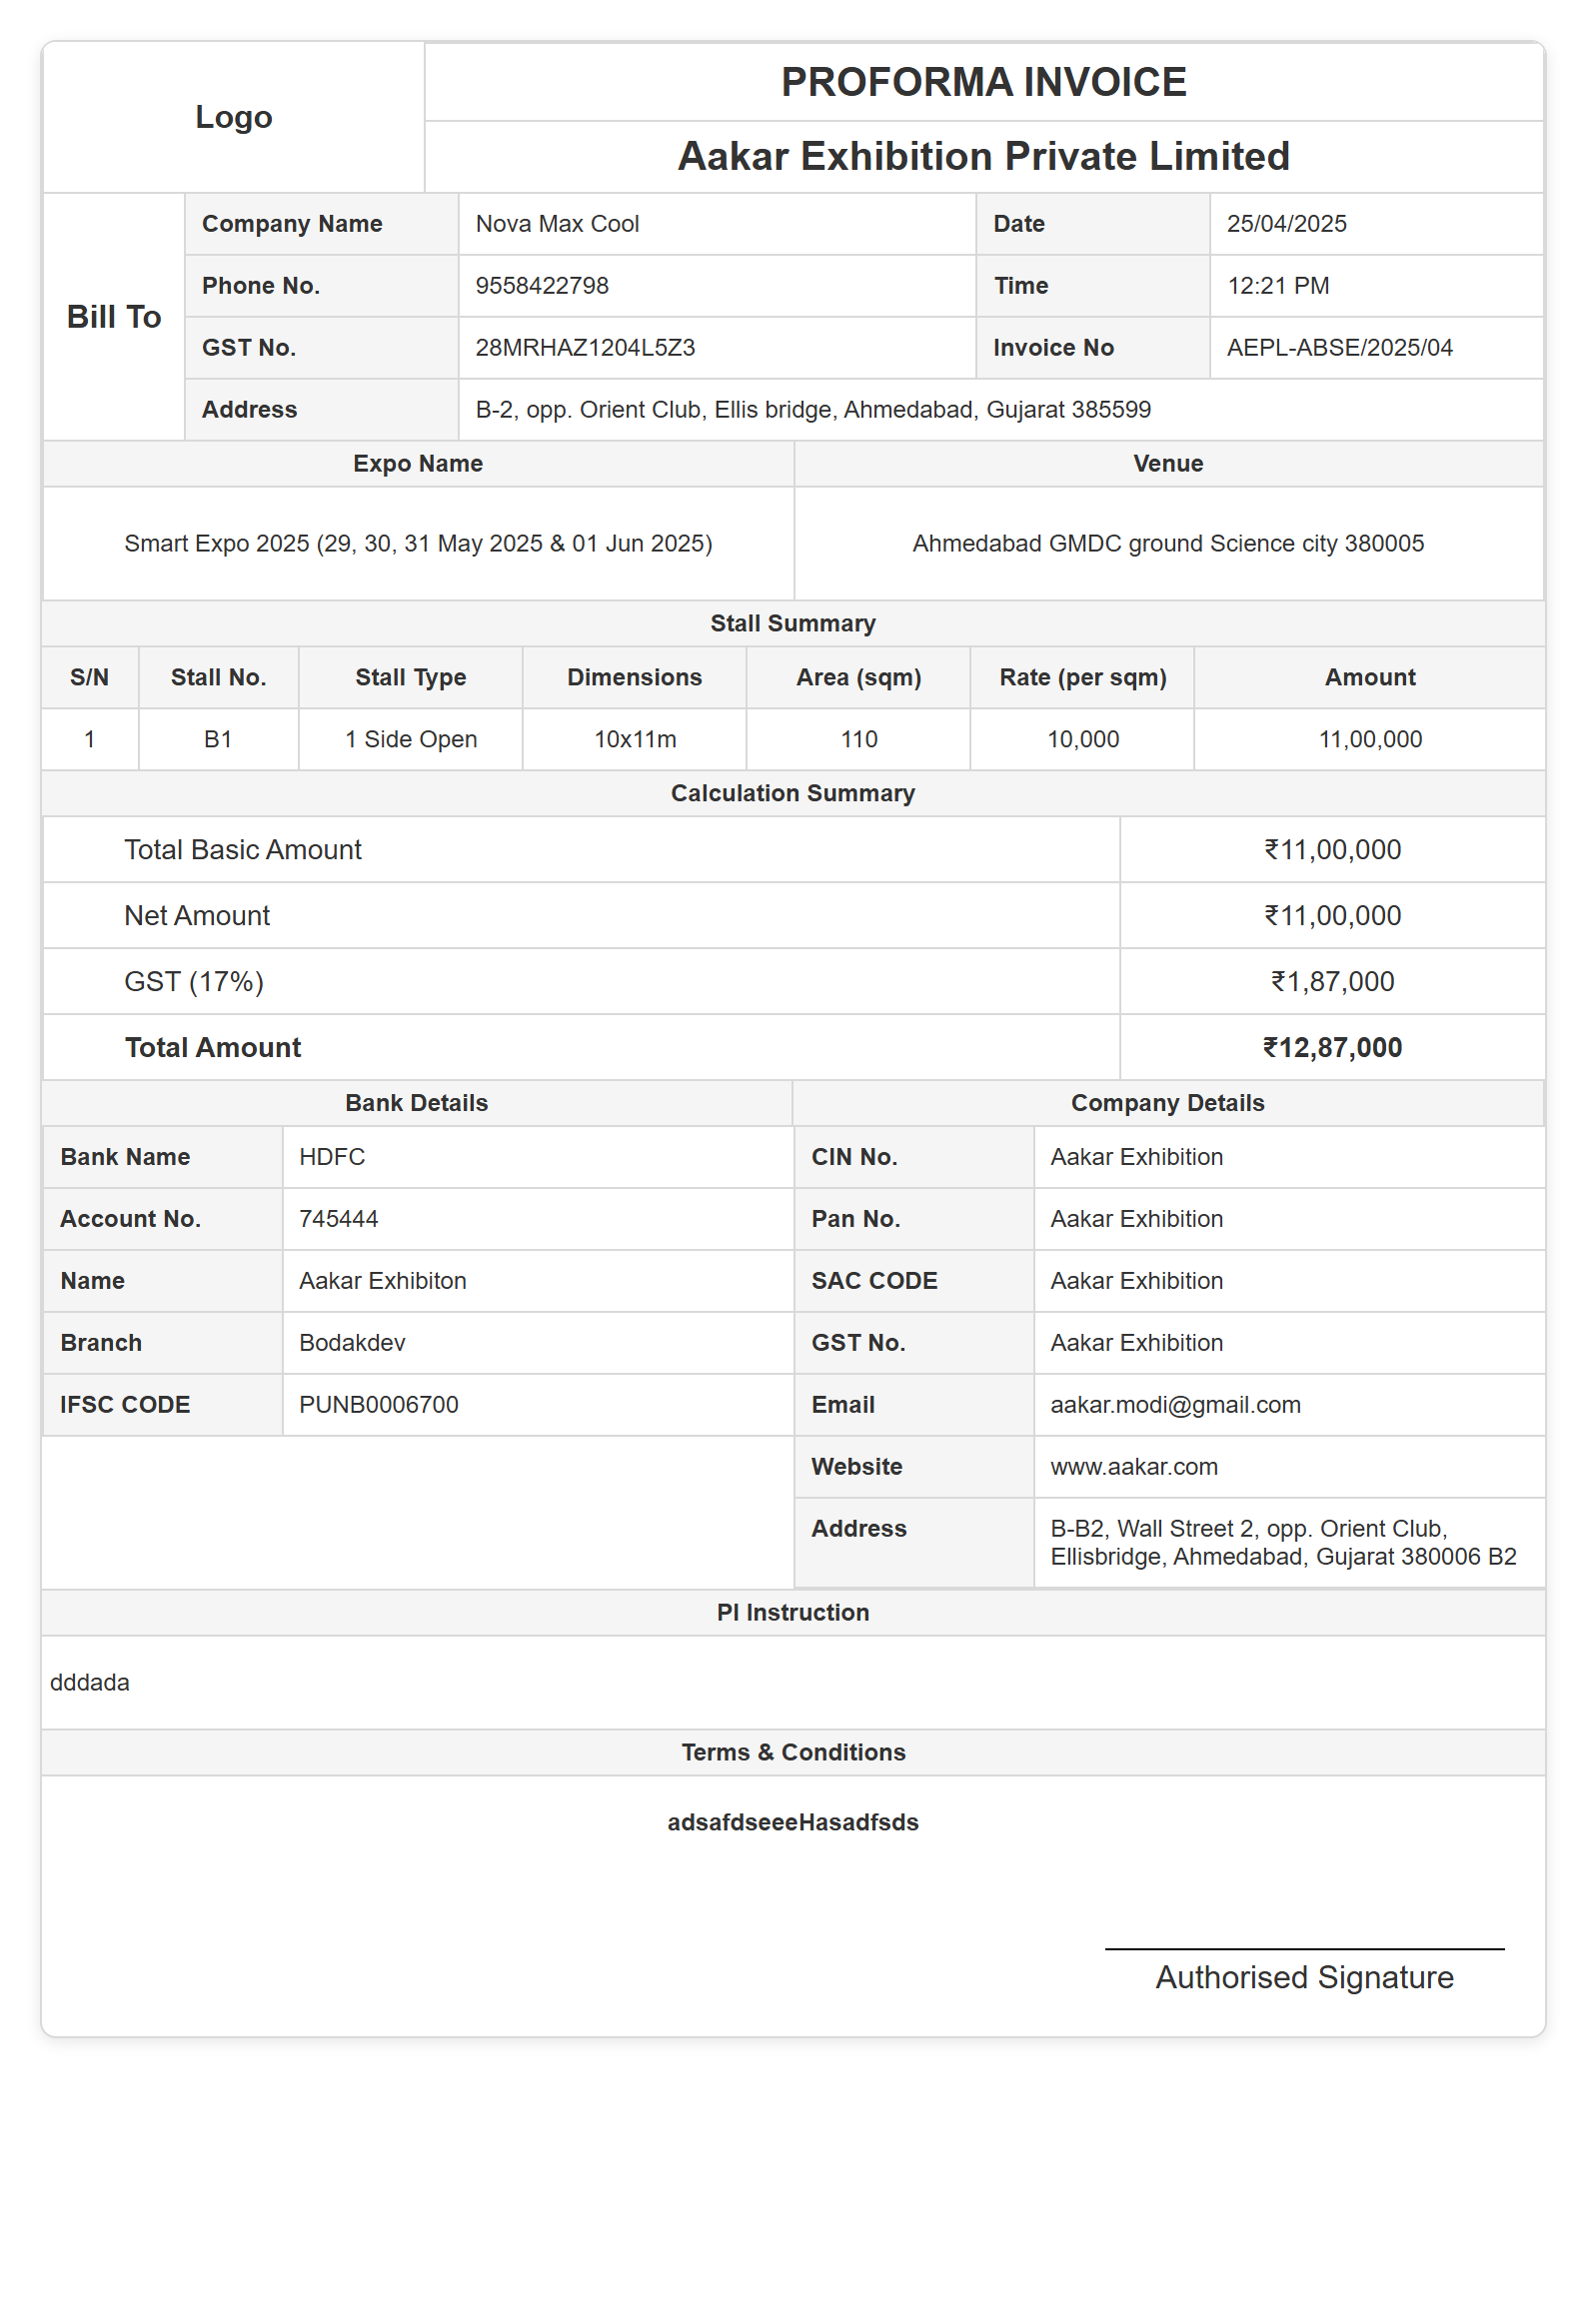 Logo
PROFORMA INVOICE
Aakar Exhibition Private Limited
Bill To
Company Name Nova Max Cool Date 25/04/2025
Phone No. 9558422798 Time 12:21 PM
GST No. 28MRHAZ1204L5Z3 Invoice No AEPL-ABSE/2025/04
Address B-2, opp. Orient Club, Ellis bridge, Ahmedabad, Gujarat 385599
Expo Name Venue
Smart Expo 2025 (29, 30, 31 May 2025 & 01 Jun 2025) Ahmedabad GMDC ground Science city 380005
Stall Summary
S/N Stall No. Stall Type Dimensions Area (sqm) Rate (per sqm) Amount
1 B1 1 Side Open 10x11m 110 10,000 11,00,000
Calculation Summary
Total Basic Amount ₹11,00,000
Net Amount ₹11,00,000
GST (17%) ₹1,87,000
Total Amount ₹12,87,000
Bank Details Company Details
Bank Name HDFC CIN No. Aakar Exhibition
Account No. 745444 Pan No. Aakar Exhibition
Name Aakar Exhibiton SAC CODE Aakar Exhibition
Branch Bodakdev GST No. Aakar Exhibition
IFSC CODE PUNB0006700 Email aakar.modi@gmail.com
Website www.aakar.com
Address B-B2, Wall Street 2, opp. Orient Club,
Ellisbridge, Ahmedabad, Gujarat 380006 B2
PI Instruction
dddada
Terms & Conditions
adsafdseeeHasadfsds
Authorised Signature